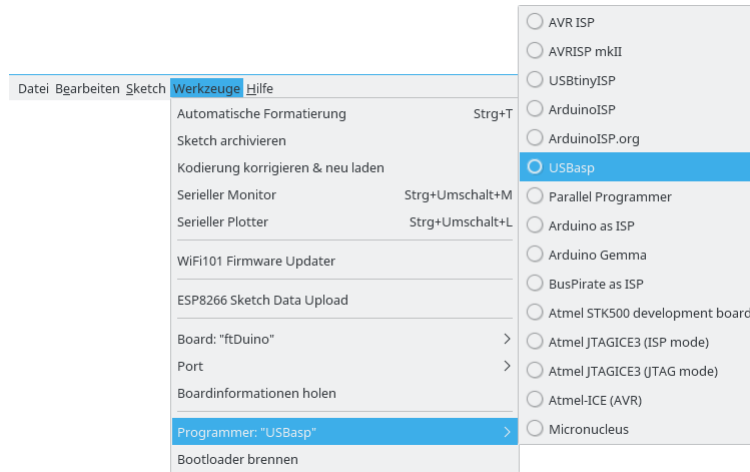 Datei Bearbeiten Sketch Werkzeuge Hilfe
Automatische Formatierung Strg+T
Sketch archivieren
Kodierung korrigieren & neu laden
Serieller Monitor Strg+Umschalt+M
Serieller Plotter Strg+Umschalt+L
WiFi101 Firmware Updater
ESP8266 Sketch Data Upload
Board: "ftDuino"
Port
Boardinformationen holen
Programmer: "USBasp"
Bootloader brennen
AVR ISP
AVRISP mkII
USBtinyISP
ArduinoISP
ArduinoISP.org
USBasp
Parallel Programmer
Arduino as ISP
Arduino Gemma
BusPirate as ISP
Atmel STK500 development board
Atmel JTAGICE3 (ISP mode)
Atmel JTAGICE3 (JTAG mode)
Atmel-ICE (AVR)
Micronucleus